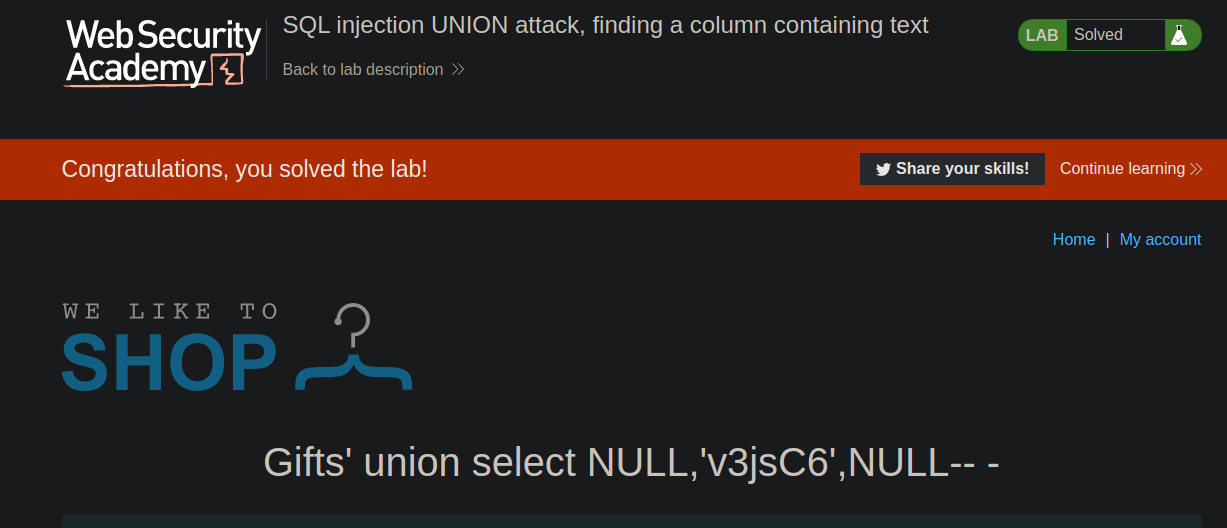 Web Security
Academy
SQL injection UNION attack, finding a column containing text
Back to lab description
LAB Solved
Congratulations, you solved the lab!
Share your skills!
Continue learning
Home | My account
WE LIKE TO
SHOP
Gifts' union select NULL,'v3jsC6',NULL-- -